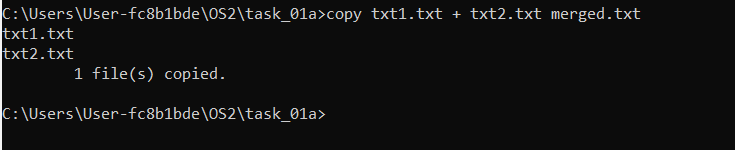 C:\Users\User-fc8b1bde\OS2\task_01a>copy txt1.txt + txt2.txt merged.txt
txt1.txt
txt2.txt
        1 file(s) copied.
C:\Users\User-fc8b1bde\OS2\task_01a>